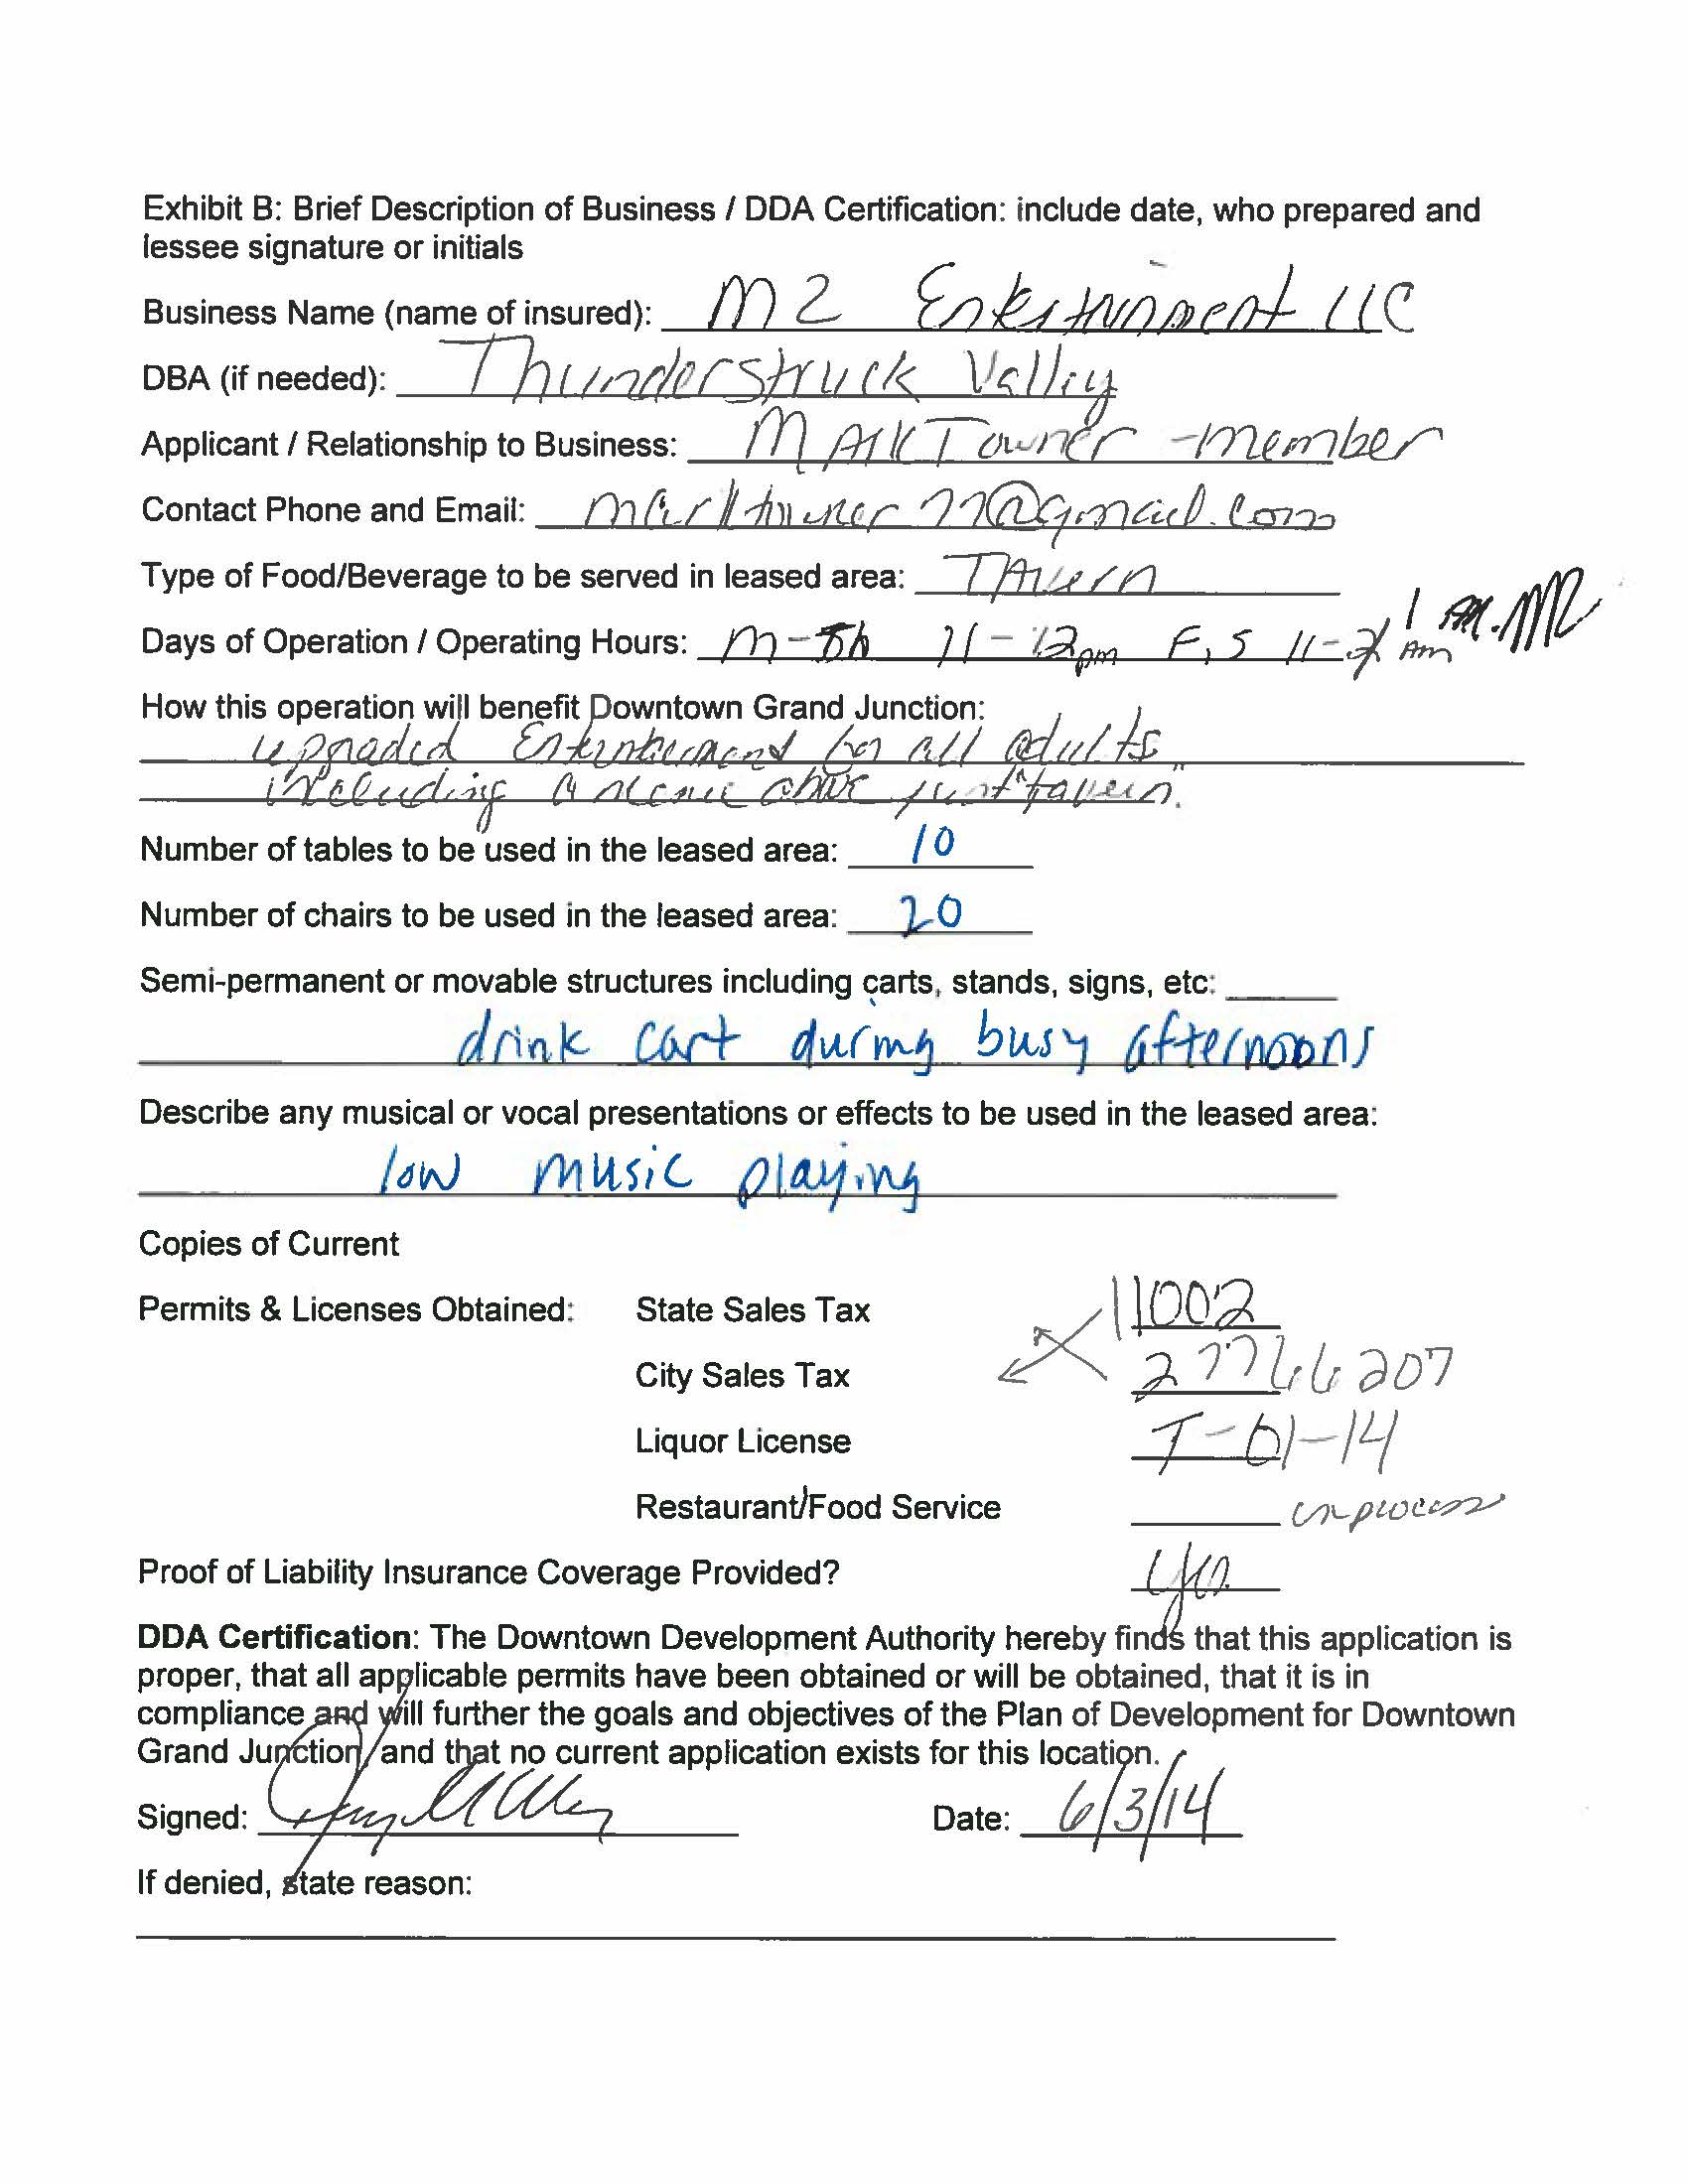 Exhibit B: Brief Description of Business / DDA Certification: include date, who prepared and
lessee signature or initials
Business Name (name of insured): M2 Entertainment LLC
DBA (if needed): Thunderstruck Valley
Applicant / Relationship to Business: Mark Towner - member
Contact Phone and Email: marktowner77@gmail.com
Type of Food/Beverage to be served in leased area: TAvern
Days of Operation / Operating Hours: M-Th 11-12pm F, S 11-2 Am 1 AM.
How this operation will benefit Downtown Grand Junction:
upgraded Entertainment for all adults
including a just "tavern.
Number of tables to be used in the leased area: 10
Number of chairs to be used in the leased area: 20
Semi-permanent or movable structures including carts, stands, signs, etc:
drink cart during busy afternoons
Describe any musical or vocal presentations or effects to be used in the leased area:
low music playing
Copies of Current
Permits & Licenses Obtained: State Sales Tax 11002
City Sales Tax 27766207
Liquor License T-01-14
Restaurant/Food Service in process
Proof of Liability Insurance Coverage Provided? yes
DDA Certification: The Downtown Development Authority hereby finds that this application is
proper, that all applicable permits have been obtained or will be obtained, that it is in
compliance and will further the goals and objectives of the Plan of Development for Downtown
Grand Junction, and that no current application exists for this location.
Signed: Date: 6/3/14
If denied, state reason: